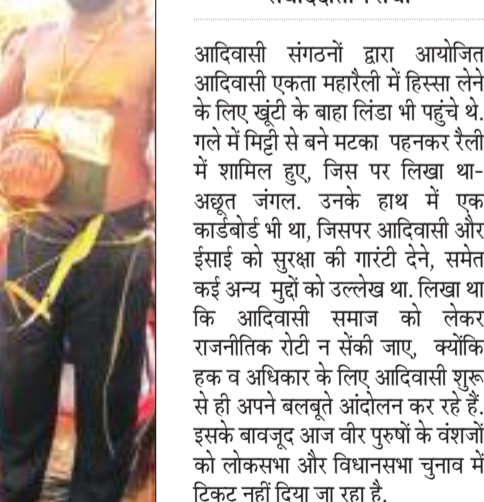 आदिवासी संगठनों द्वारा आयोजित
आदिवासी एकता महारैली में हिस्सा लेने
के लिए खूंटी के बाहा लिंडा भी पहुंचे थे.
गले में मिट्टी से बने मटका पहनकर रैली
में शामिल हुए, जिस पर लिखा था-
अछूत जंगल. उनके हाथ में एक
कार्डबोर्ड भी था, जिसपर आदिवासी और
ईसाई को सुरक्षा की गारंटी देने, समेत
कई अन्य मुद्दों को उल्लेख था. लिखा था
कि आदिवासी समाज को लेकर
राजनीतिक रोटी न सेंकी जाए, क्योंकि
हक व अधिकार के लिए आदिवासी शुरू
से ही अपने बलबूते आंदोलन कर रहे हैं.
इसके बावजूद आज वीर पुरुषों के वंशजों
को लोकसभा और विधानसभा चुनाव में
टिकट नहीं दिया जा रहा है.